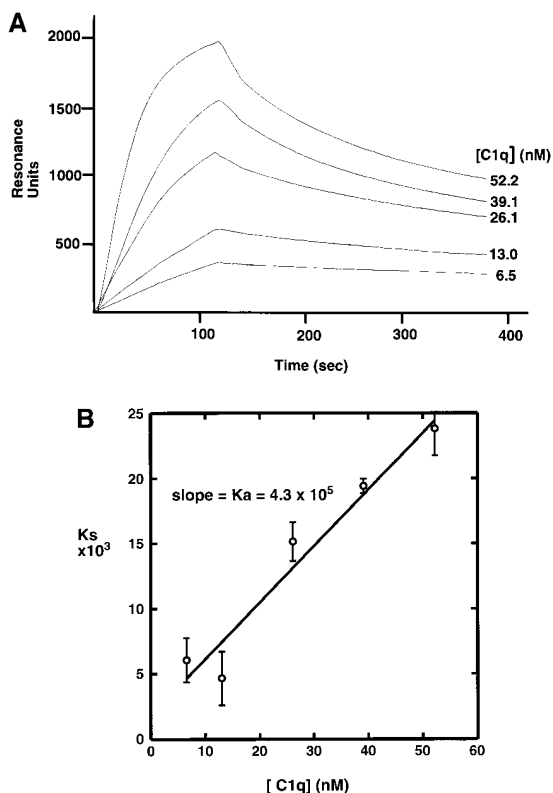 A
2000
1500
1000
500
Resonance
Units
[C1q] (nM)
52.2
39.1
26.1
13.0
6.5
100
200
300
400
Time (sec)
B
25
20
15
10
5
0
Ks
x10³
slope = Ka = 4.3 x 10⁵
0
10
20
30
40
50
60
[ C1q] (nM)